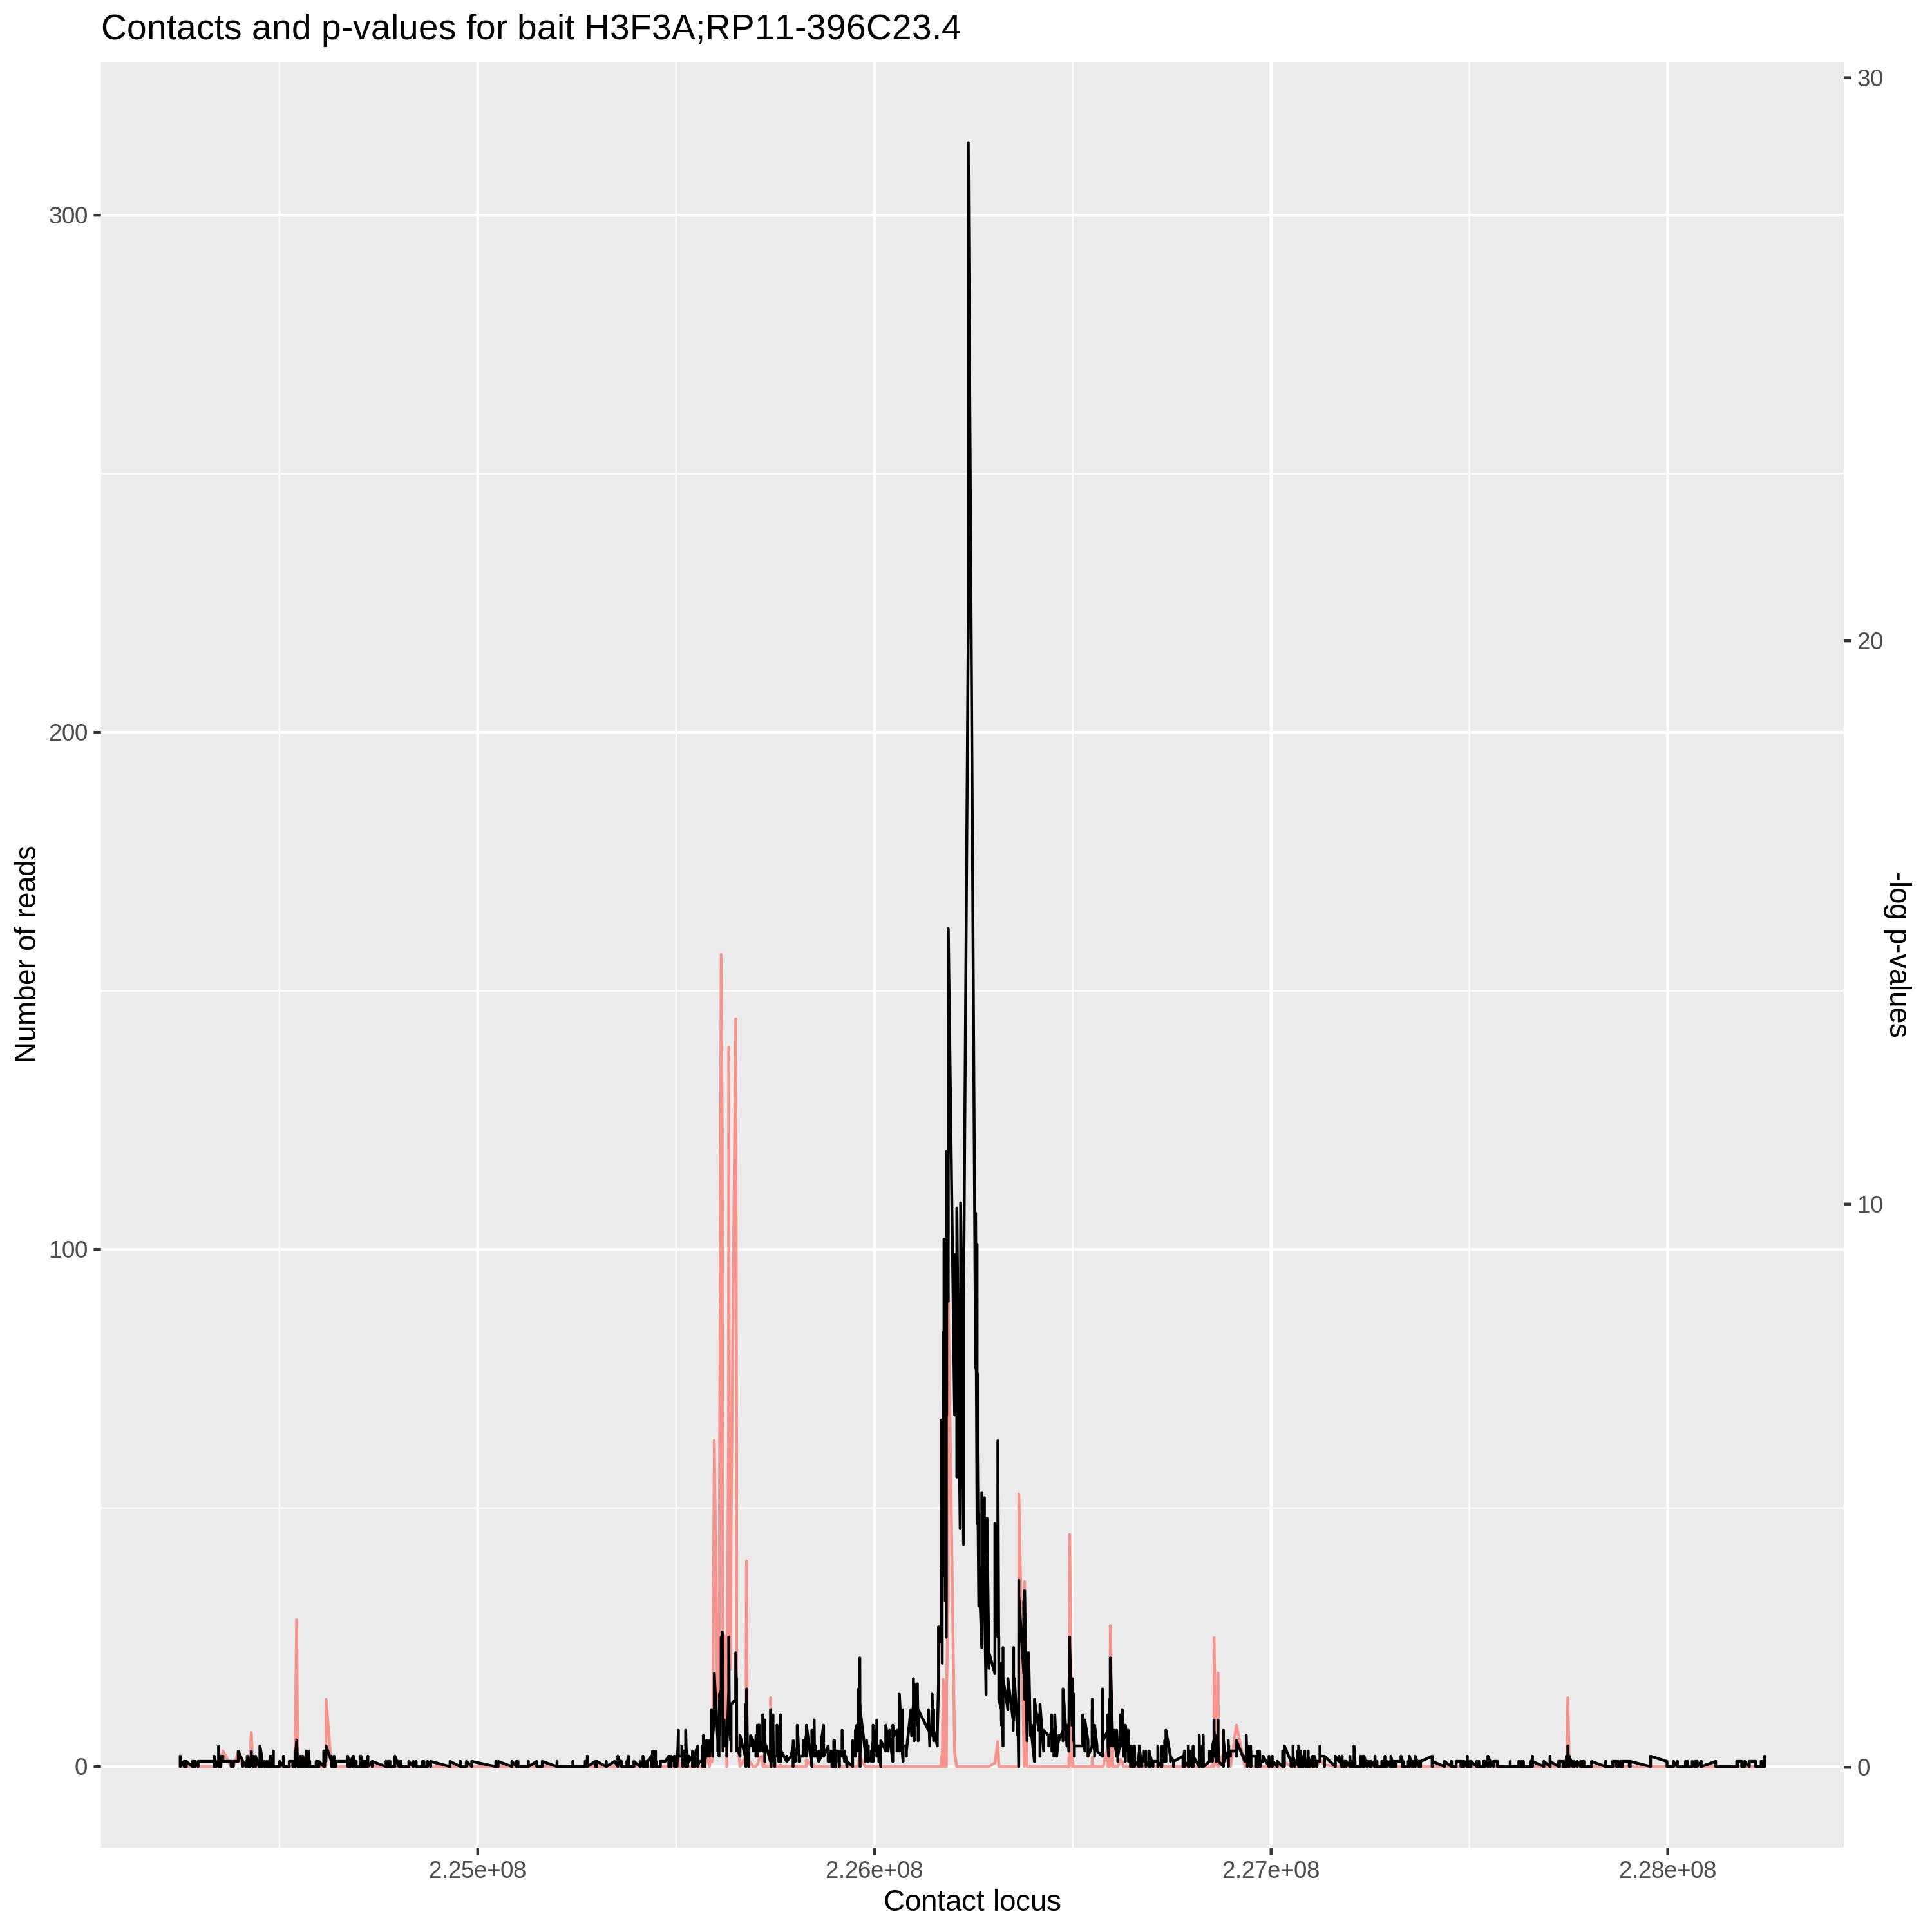 Contacts and p-values for bait H3F3A;RP11-396C23.4
300
200
100
0
Number of reads
30
20
10
0
-log p-values
2.25e+08
2.26e+08
2.27e+08
2.28e+08
Contact locus